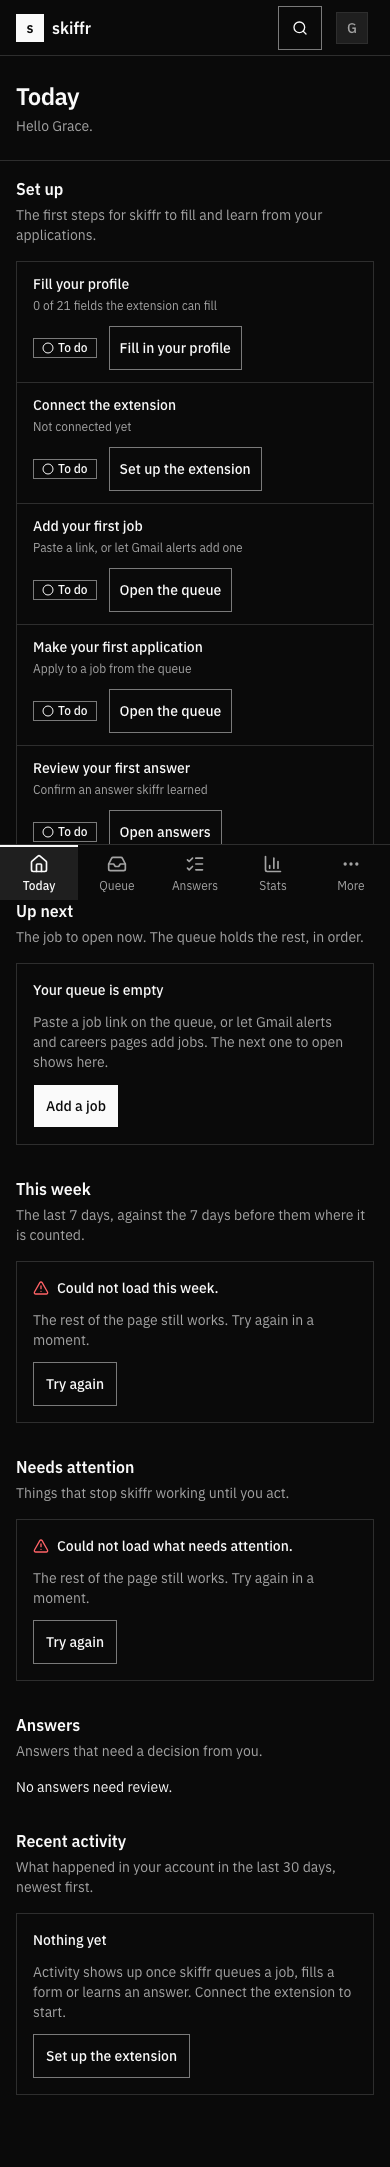 s skiffr
G
Today
Hello Grace.
Set up
The first steps for skiffr to fill and learn from your
applications.
Fill your profile
0 of 21 fields the extension can fill
To do
Fill in your profile
Connect the extension
Not connected yet
To do
Set up the extension
Add your first job
Paste a link, or let Gmail alerts add one
To do
Open the queue
Make your first application
Apply to a job from the queue
To do
Open the queue
Review your first answer
Confirm an answer skiffr learned
To do
Open answers
Today
Queue
Answers
Stats
More
Up next
The job to open now. The queue holds the rest, in order.
Your queue is empty
Paste a job link on the queue, or let Gmail alerts
and careers pages add jobs. The next one to open
shows here.
Add a job
This week
The last 7 days, against the 7 days before them where it
is counted.
Could not load this week.
The rest of the page still works. Try again in a
moment.
Try again
Needs attention
Things that stop skiffr working until you act.
Could not load what needs attention.
The rest of the page still works. Try again in a
moment.
Try again
Answers
Answers that need a decision from you.
No answers need review.
Recent activity
What happened in your account in the last 30 days,
newest first.
Nothing yet
Activity shows up once skiffr queues a job, fills a
form or learns an answer. Connect the extension to
start.
Set up the extension